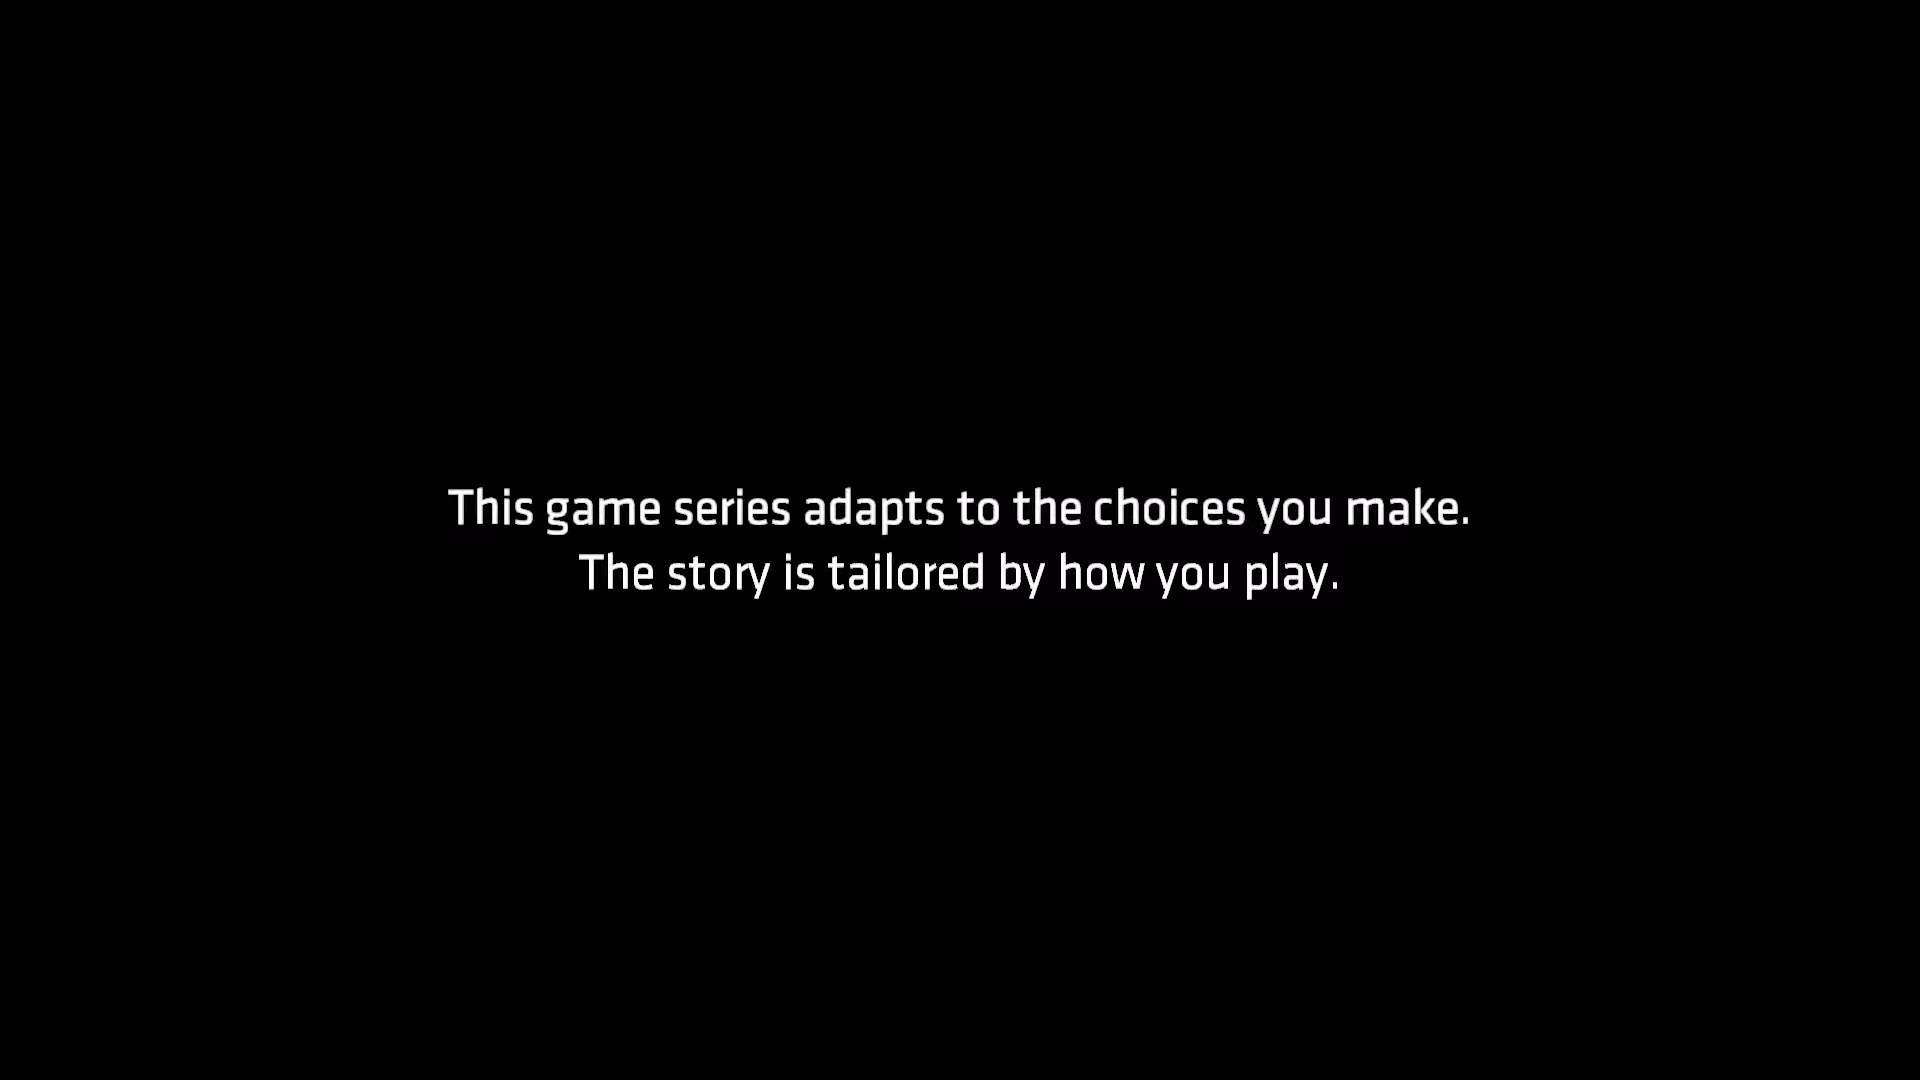 This game series adapts to the choices you make.
The story is tailored by how you play.